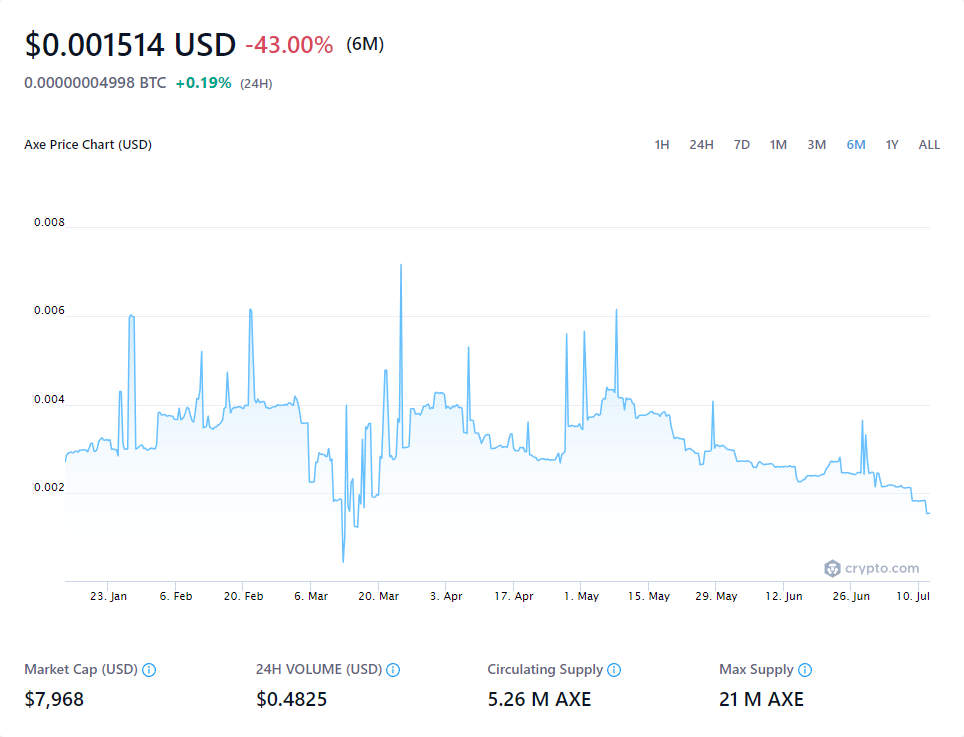 $0.001514 USD -43.00% (6M)
0.00000004998 BTC +0.19% (24H)
Axe Price Chart (USD) 1H 24H 7D 1M 3M 6M 1Y ALL
0.008
0.006
0.004
0.002
crypto.com
23. Jan 6. Feb 20. Feb 6. Mar 20. Mar 3. Apr 17. Apr 1. May 15. May 29. May 12. Jun 26. Jun 10. Jul
Market Cap (USD) 24H VOLUME (USD) Circulating Supply Max Supply
$7,968 $0.4825 5.26 M AXE 21 M AXE